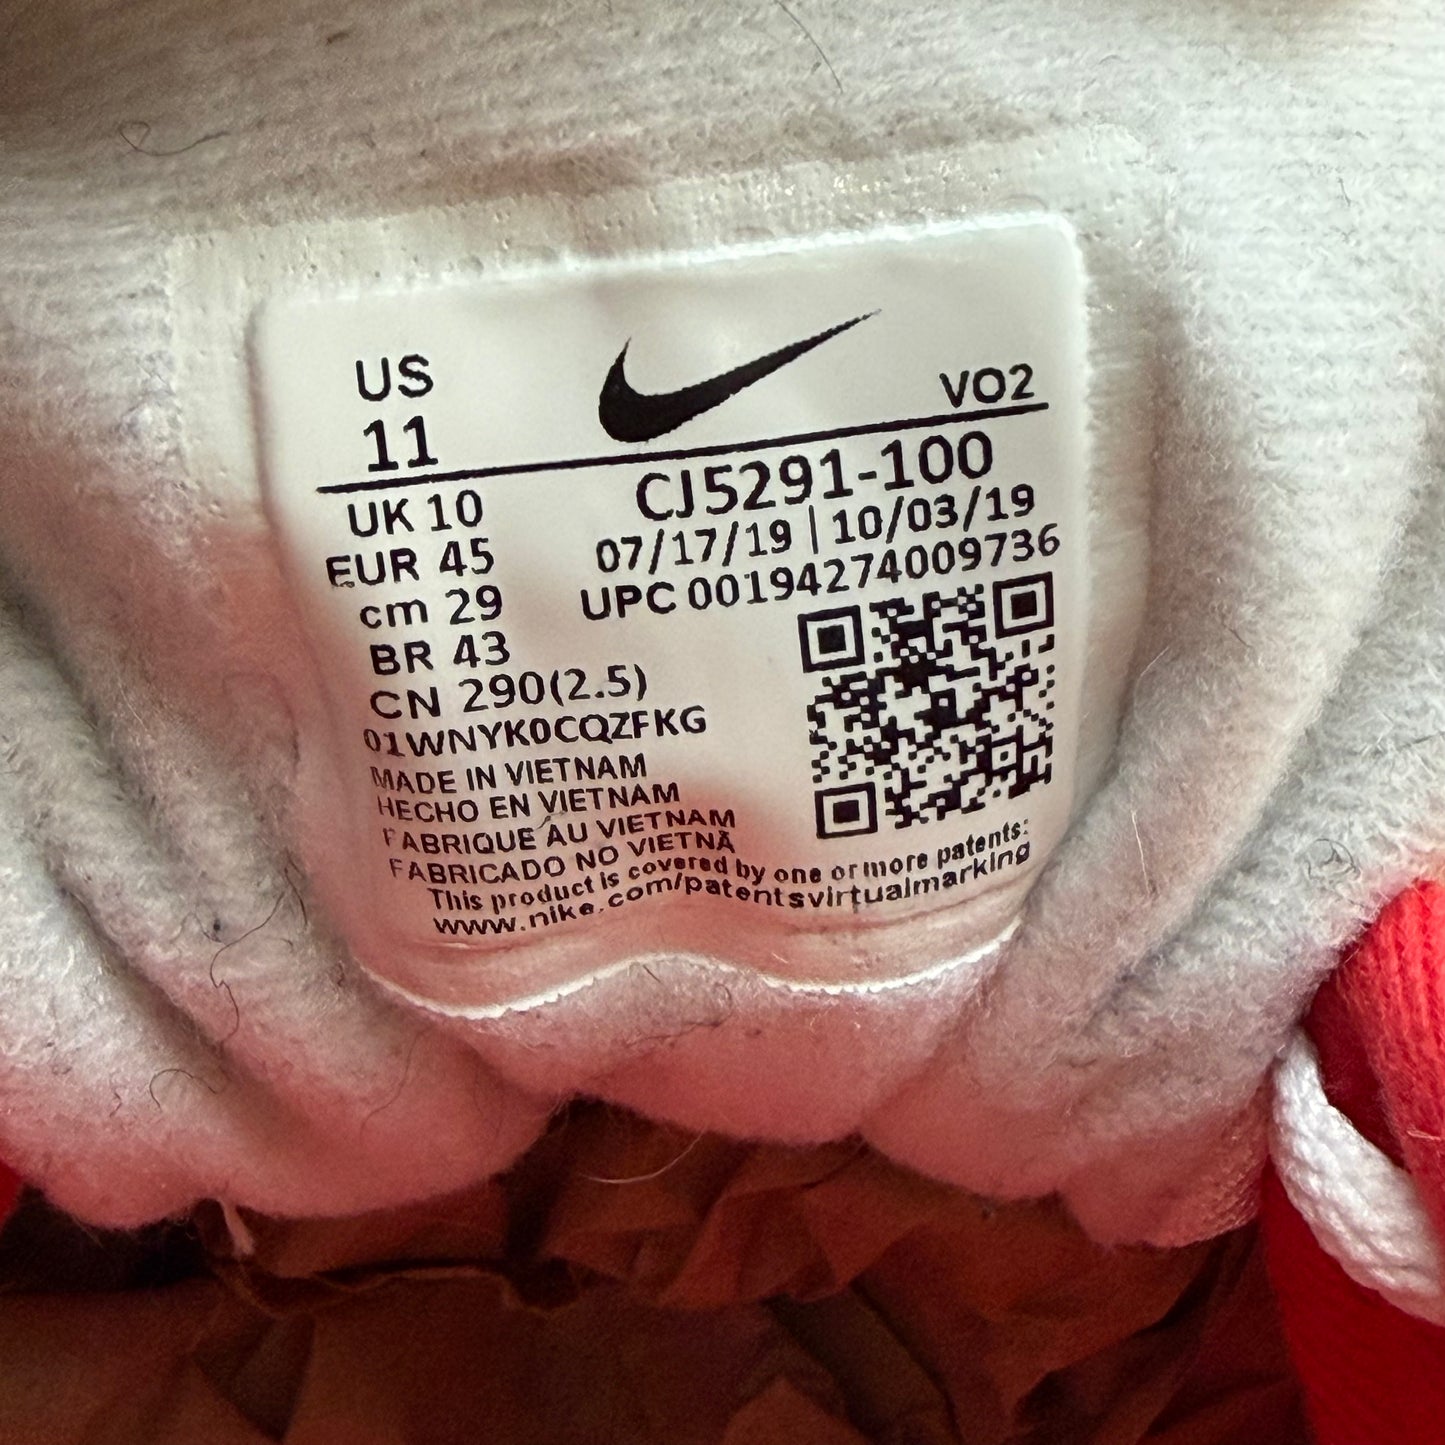 US
11
VO2
UK 10
EUR 45
cm 29
BR 43
CN 290(2.5)
CJ5291-100
07/17/19 | 10/03/19
UPC 00194274009736
01WNYK0CQZFKG
MADE IN VIETNAM
HECHO EN VIETNAM
FABRIQUE AU VIETNAM
FABRICADO NO VIETNÃ
This product is covered by one or more patents:
www.nike.com/patentsvirtualmarking